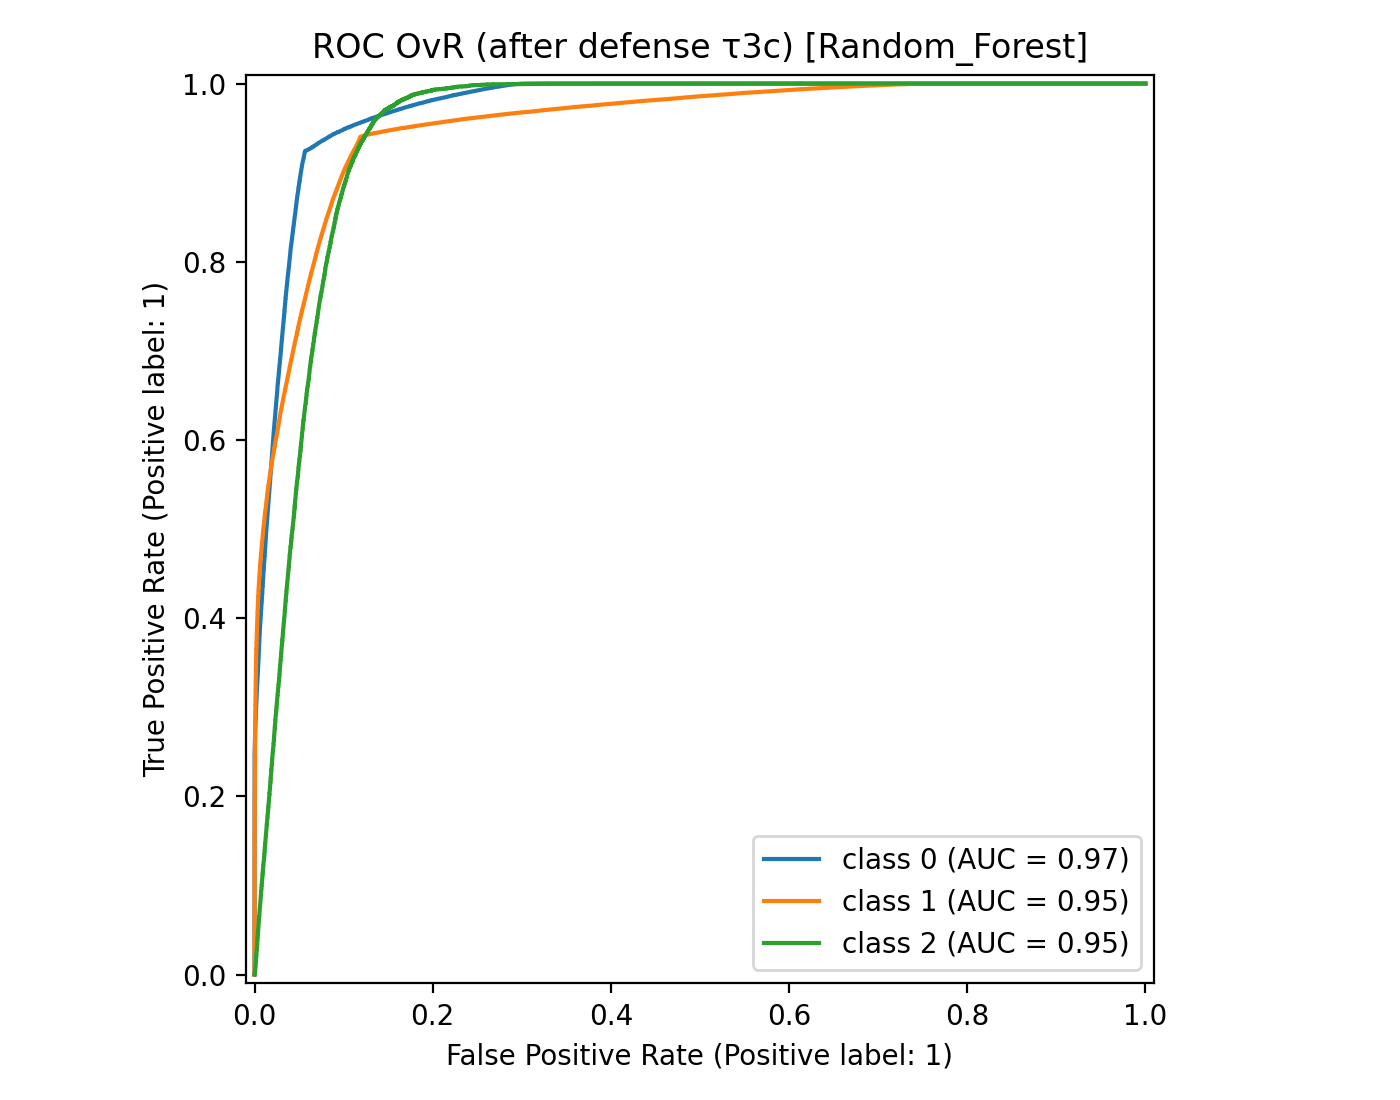 ROC OvR (after defense τ3c) [Random_Forest]
True Positive Rate (Positive label: 1)
1.0
0.8
0.6
0.4
0.2
0.0
class 0 (AUC = 0.97)
class 1 (AUC = 0.95)
class 2 (AUC = 0.95)
0.0 0.2 0.4 0.6 0.8 1.0
False Positive Rate (Positive label: 1)